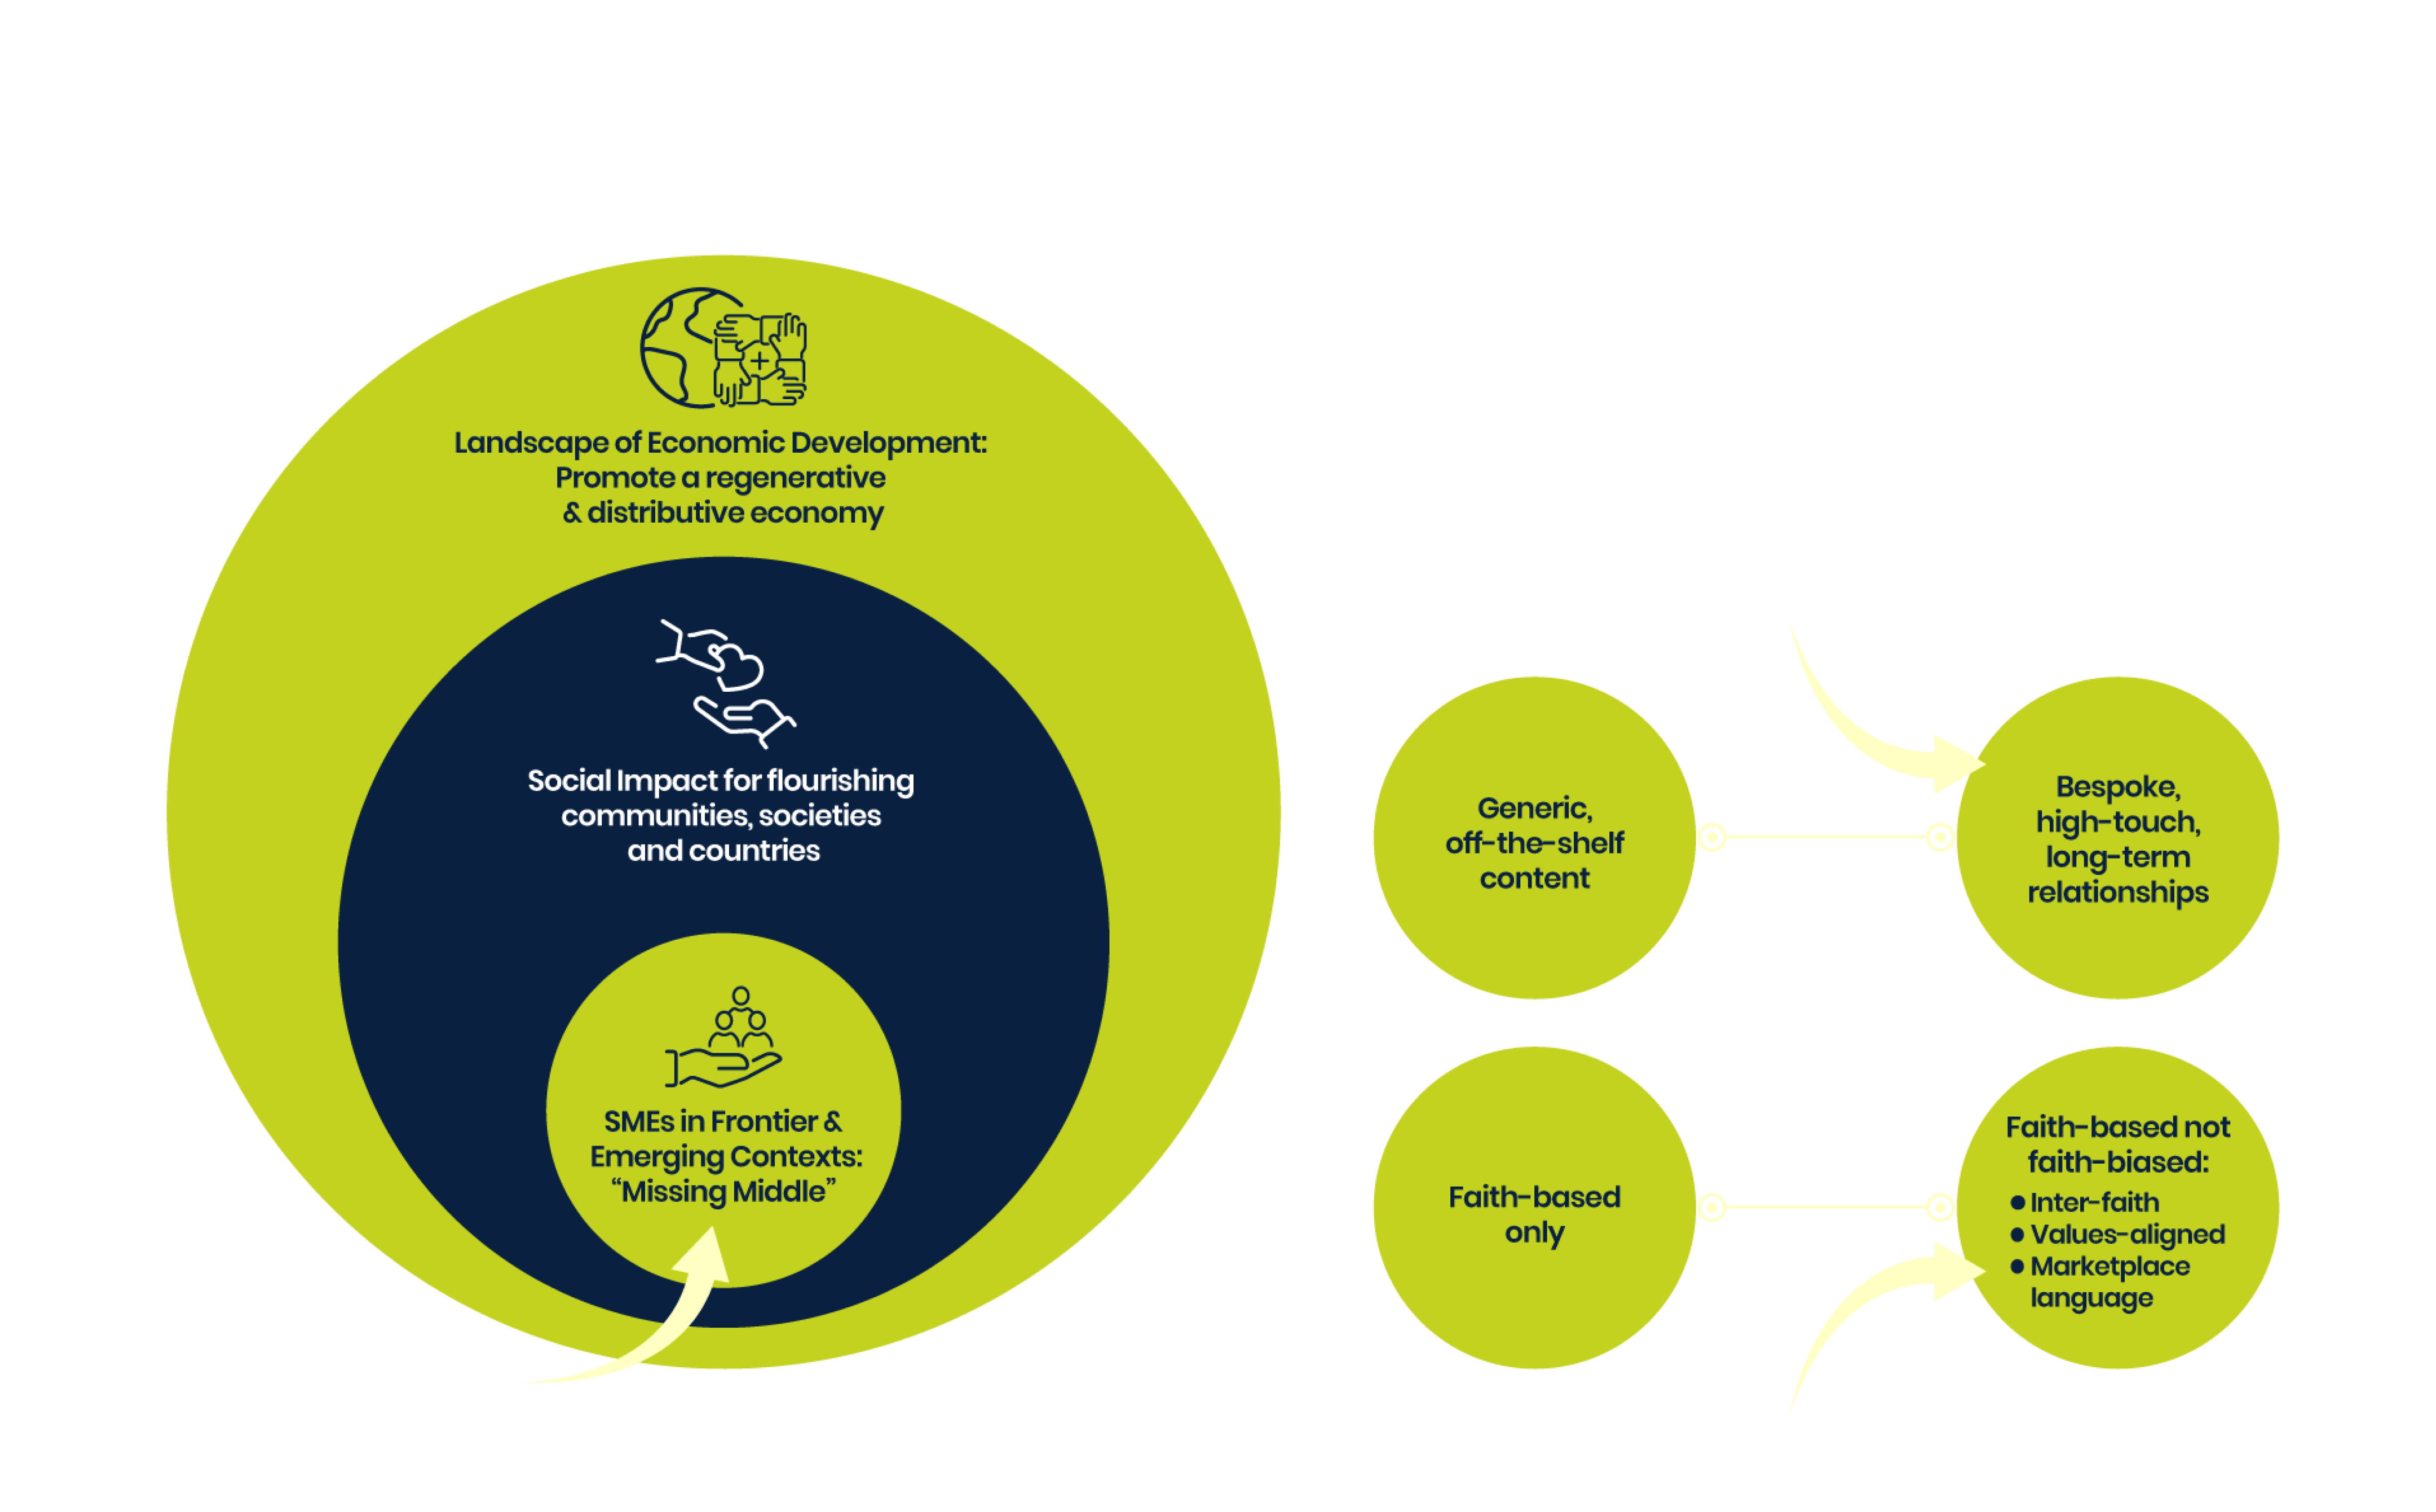 Landscape of Economic Development:
Promote a regenerative
& distributive economy
Social Impact for flourishing
communities, societies
and countries
SMEs in Frontier &
Emerging Contexts:
“Missing Middle”
Generic,
off-the-shelf
content
Bespoke,
high-touch,
long-term
relationships
Faith-based
only
Faith-based not
faith-biased:
● Inter-faith
● Values-aligned
● Marketplace
language